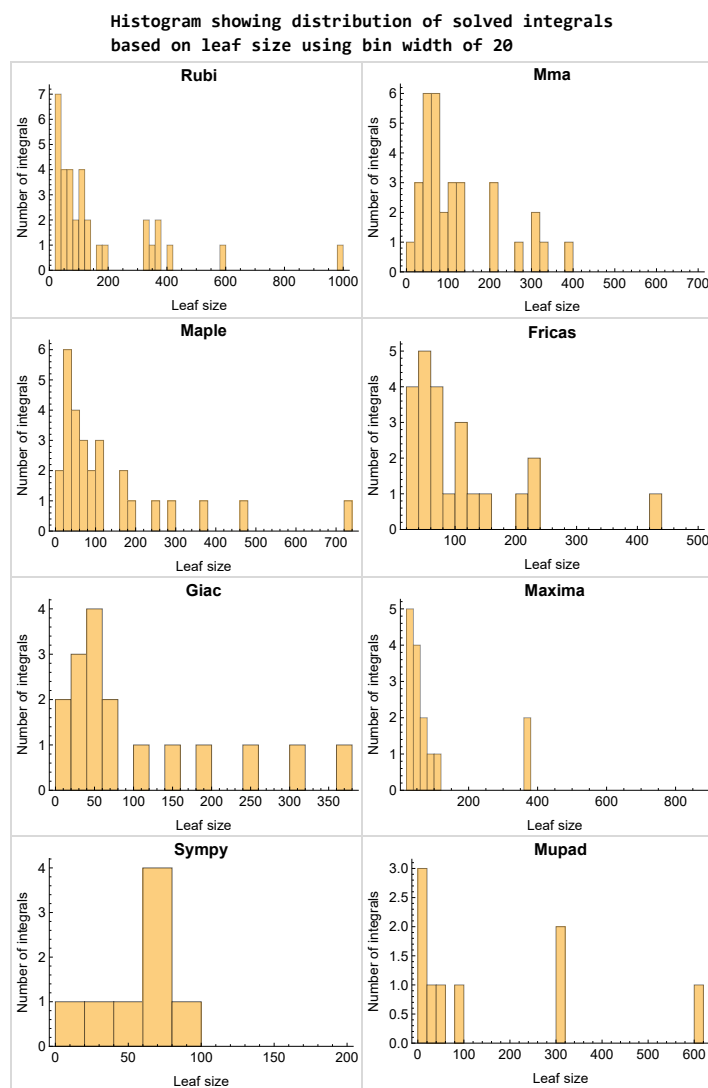 Histogram showing distribution of solved integrals
based on leaf size using bin width of 20
Rubi
Number of integrals
7
6
5
4
3
2
1
0
0 200 400 600 800 1000
Leaf size
Mma
Number of integrals
6
5
4
3
2
1
0
0 100 200 300 400 500 600 700
Leaf size
Maple
Number of integrals
6
5
4
3
2
1
0
0 100 200 300 400 500 600 700
Leaf size
Fricas
Number of integrals
5
4
3
2
1
0
100 200 300 400 500
Leaf size
Giac
Number of integrals
4
3
2
1
0
0 50 100 150 200 250 300 350
Leaf size
Maxima
Number of integrals
5
4
3
2
1
0
200 400 600 800
Leaf size
Sympy
Number of integrals
4
3
2
1
0
0 50 100 150 200
Leaf size
Mupad
Number of integrals
3.0
2.5
2.0
1.5
1.0
0.5
0.0
0 100 200 300 400 500 600
Leaf size